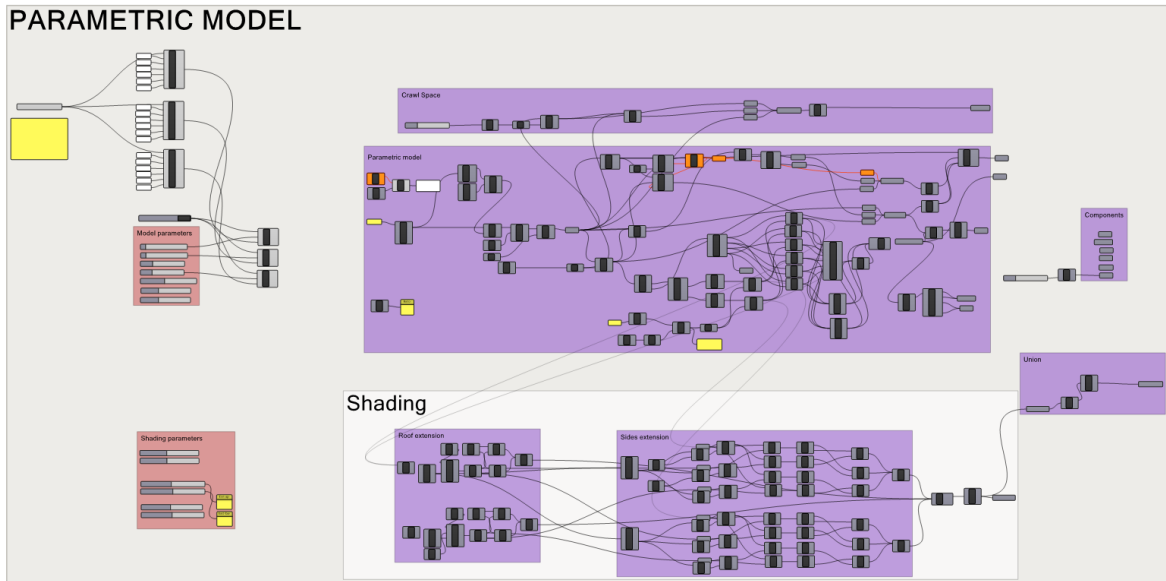 PARAMETRIC MODEL
Crawl Space
Parametric model
Model parameters
Components
Union
Shading
Shading parameters
Roof extension
Sides extension